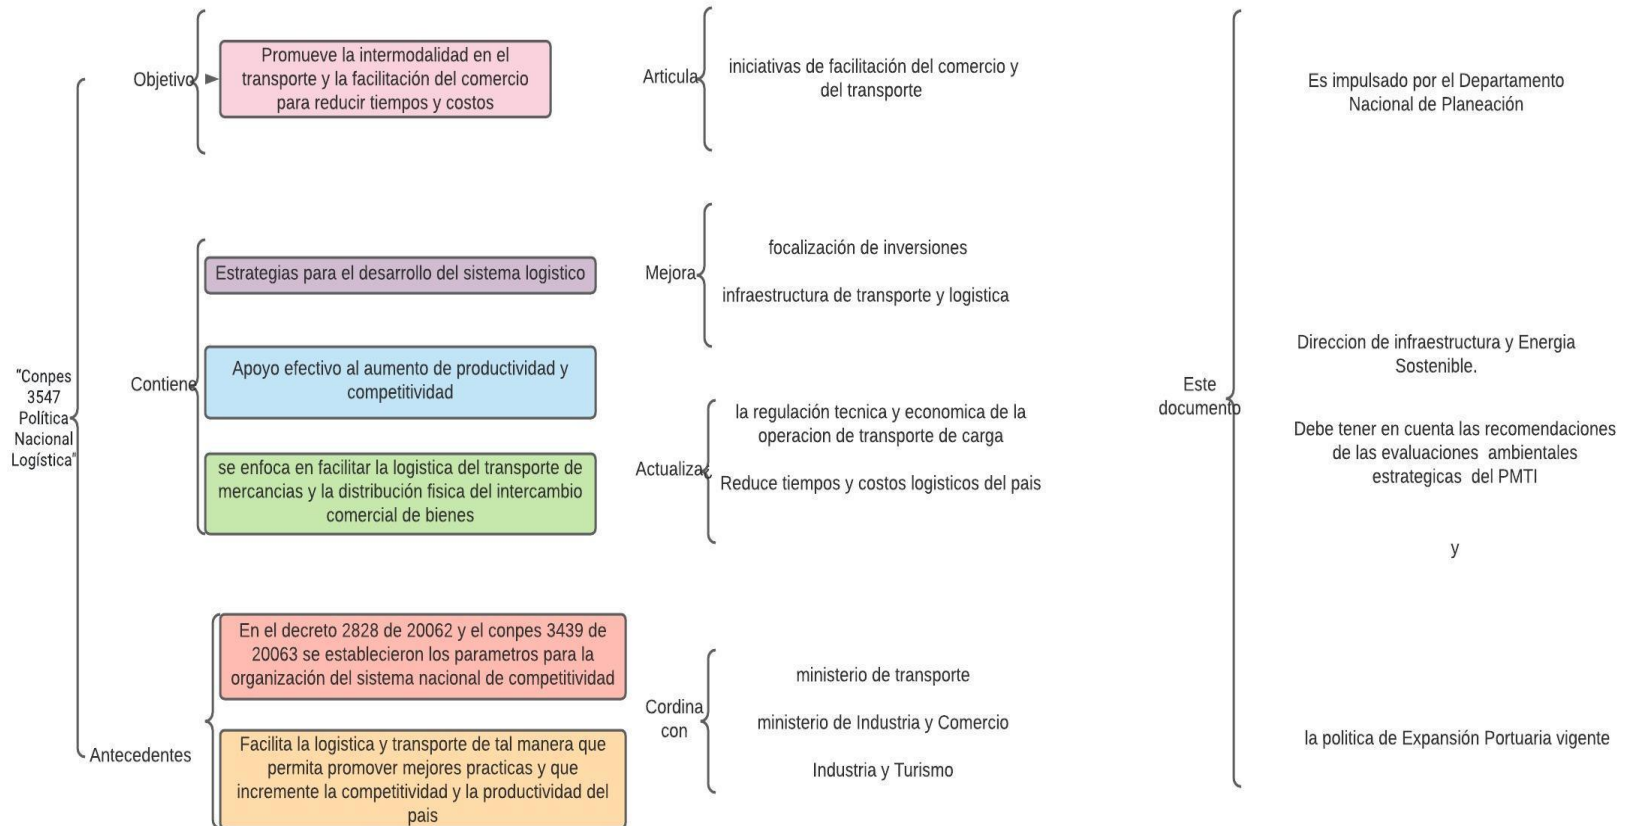 "Conpes
3547
Política
Nacional
Logística"
Objetivo
Promueve la intermodalidad en el
transporte y la facilitación del comercio
para reducir tiempos y costos
Articula
iniciativas de facilitación del comercio y
del transporte
Contiene
Estrategias para el desarrollo del sistema logistico
Apoyo efectivo al aumento de productividad y
competitividad
se enfoca en facilitar la logistica del transporte de
mercancias y la distribución fisica del intercambio
comercial de bienes
Mejora
focalización de inversiones
infraestructura de transporte y logistica
Actualiza
la regulación tecnica y economica de la
operacion de transporte de carga
Reduce tiempos y costos logisticos del pais
Antecedentes
En el decreto 2828 de 20062 y el conpes 3439 de
20063 se establecieron los parametros para la
organización del sistema nacional de competitividad
Facilita la logistica y transporte de tal manera que
permita promover mejores practicas y que
incremente la competitividad y la productividad del
pais
Cordina
con
ministerio de transporte
ministerio de Industria y Comercio
Industria y Turismo
Este
documento
Es impulsado por el Departamento
Nacional de Planeación
Direccion de infraestructura y Energia
Sostenible.
Debe tener en cuenta las recomendaciones
de las evaluaciones ambientales
estrategicas del PMTI
y
la politica de Expansión Portuaria vigente